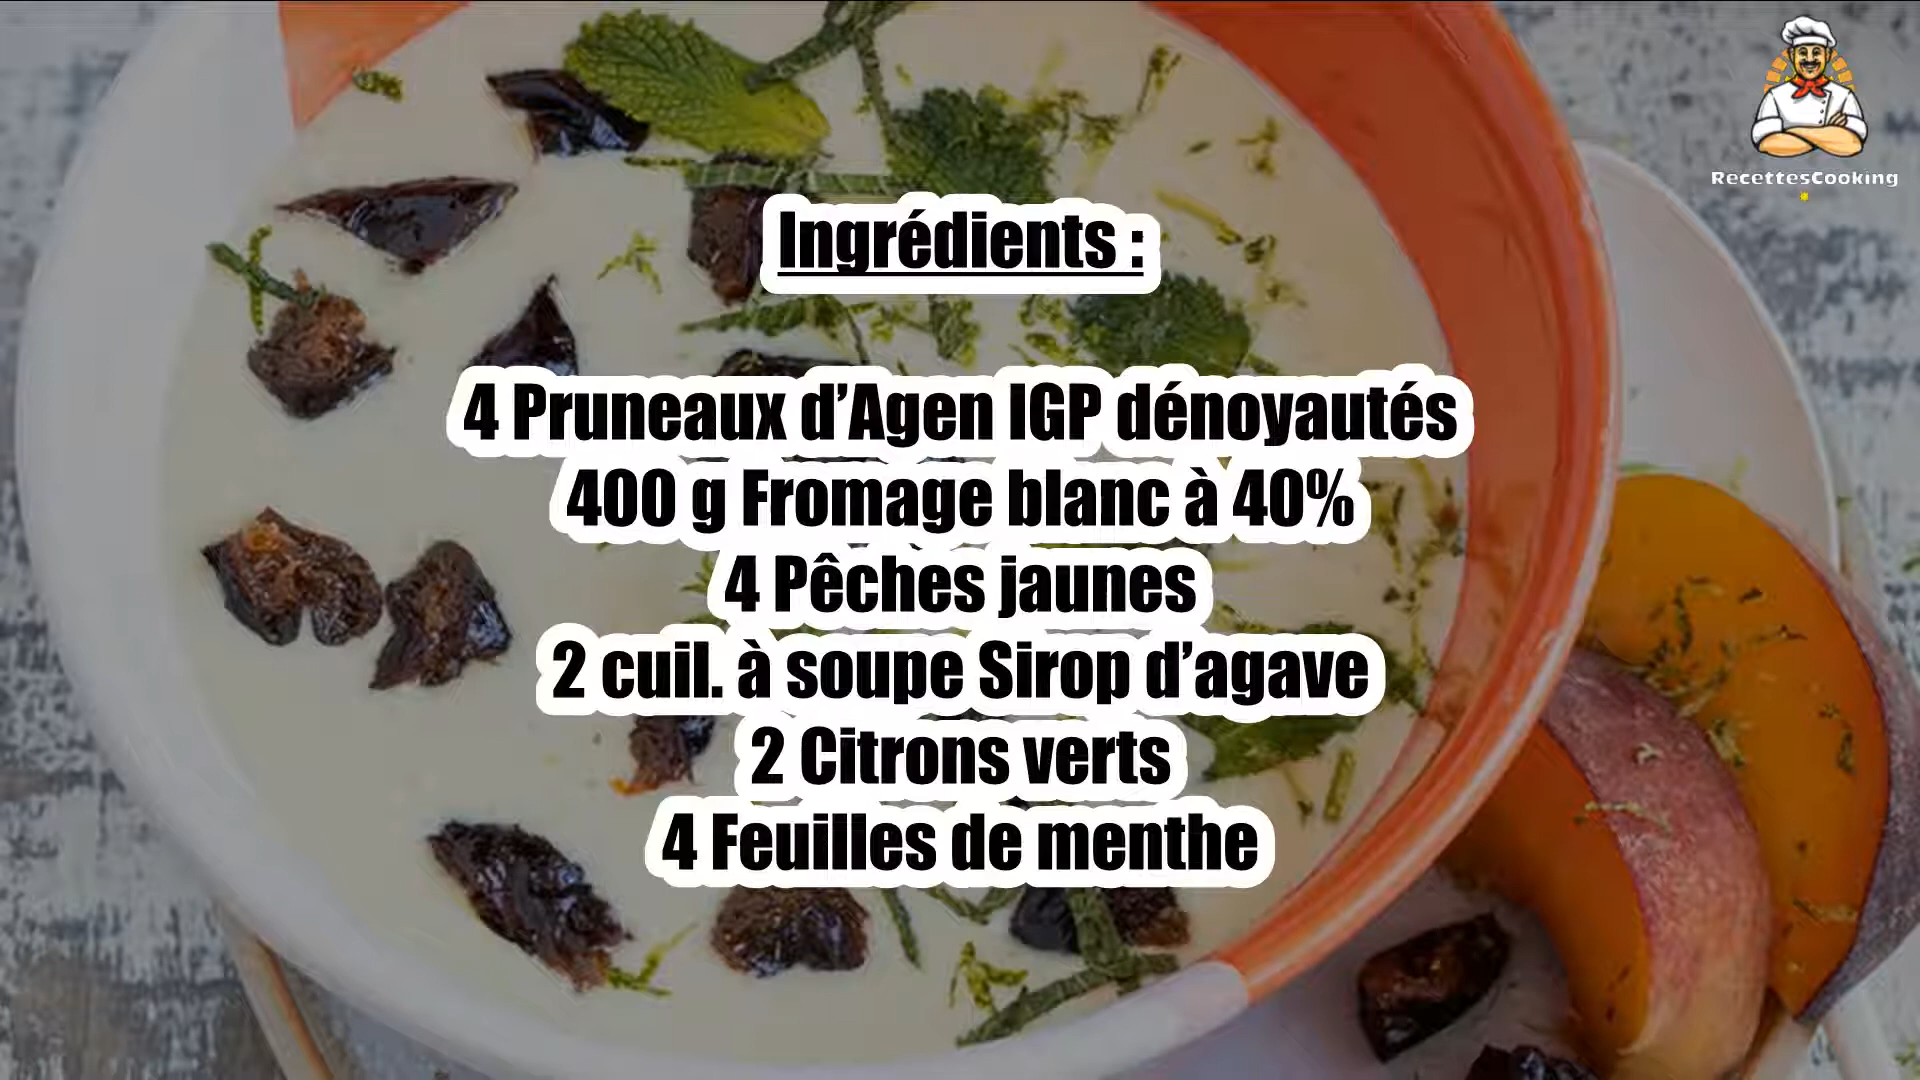 RecettesCooking
Ingrédients :
4 Pruneaux d’Agen IGP dénoyautés
400 g Fromage blanc à 40%
4 Pêches jaunes
2 cuil. à soupe Sirop d’agave
2 Citrons verts
4 Feuilles de menthe